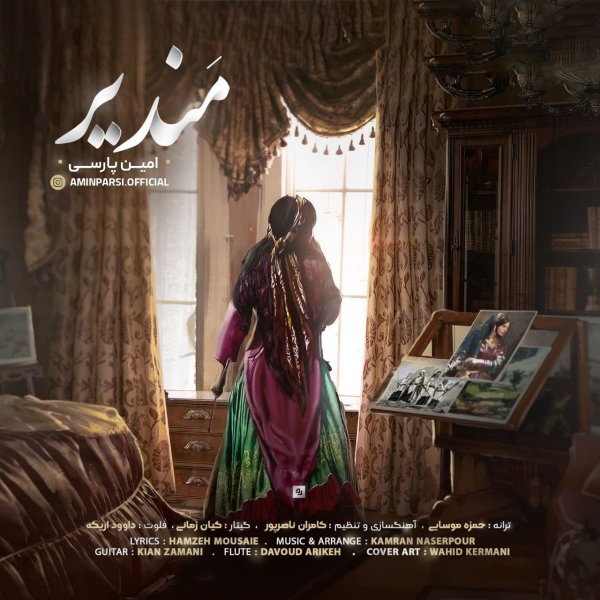 مَندیر
امین پارسی
AMINPARSI.OFFICIAL
ترانه : حمزه موسایی ، آهنگسازی و تنظیم : کامران ناصرپور ، گیتار : کیان زمانی ، فلوت : داوود اریکه
LYRICS : HAMZEH MOUSAIE . MUSIC & ARRANGE : KAMRAN NASERPOUR
GUITAR : KIAN ZAMANI . FLUTE : DAVOUD ARIKEH . COVER ART : WAHID KERMANI